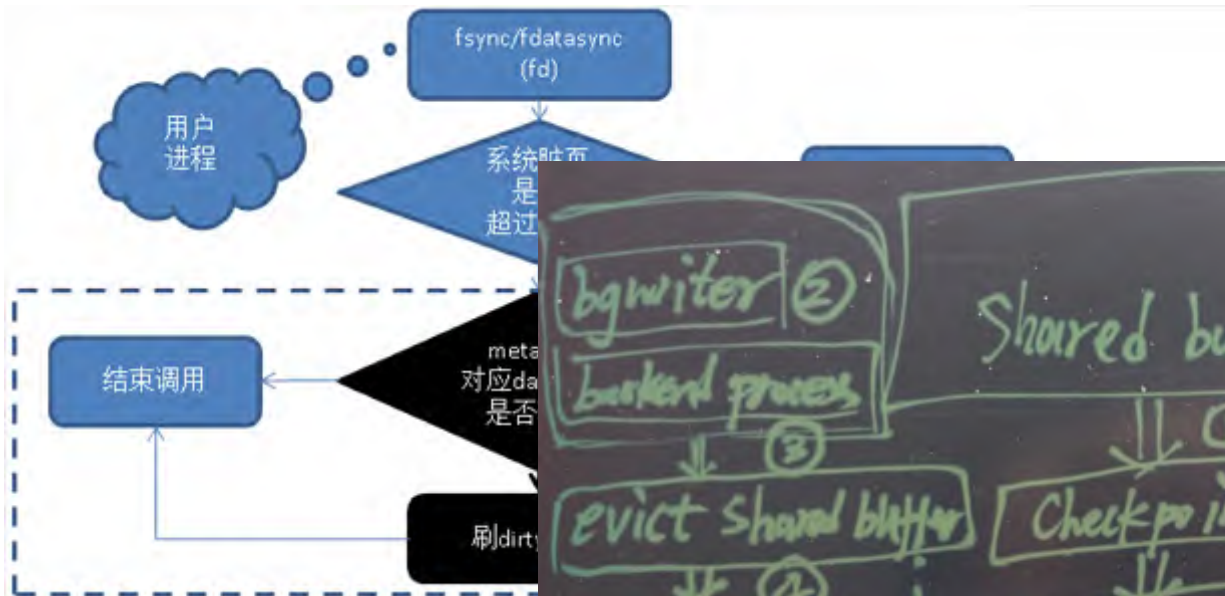 fsync/fdatasync
(fd)
用户
进程
系统脏页
是
超过
meta
对应da
是否
结束调用
刷dirty
bgwriter ②
backend process
③
evict shared buffer
④
Shared bu
C
Checkpoi